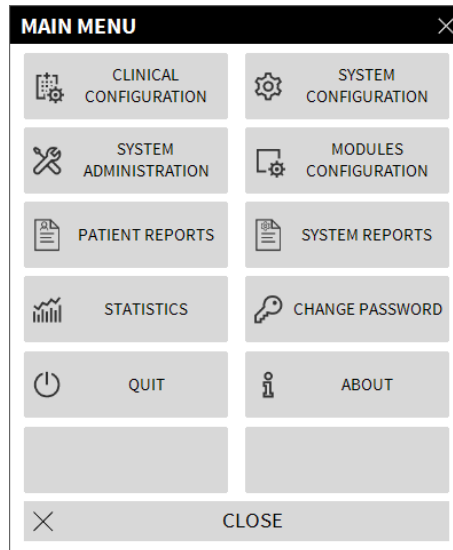 MAIN MENU
CLINICAL
CONFIGURATION
SYSTEM
CONFIGURATION
SYSTEM
ADMINISTRATION
MODULES
CONFIGURATION
PATIENT REPORTS
SYSTEM REPORTS
STATISTICS
CHANGE PASSWORD
QUIT
ABOUT
CLOSE